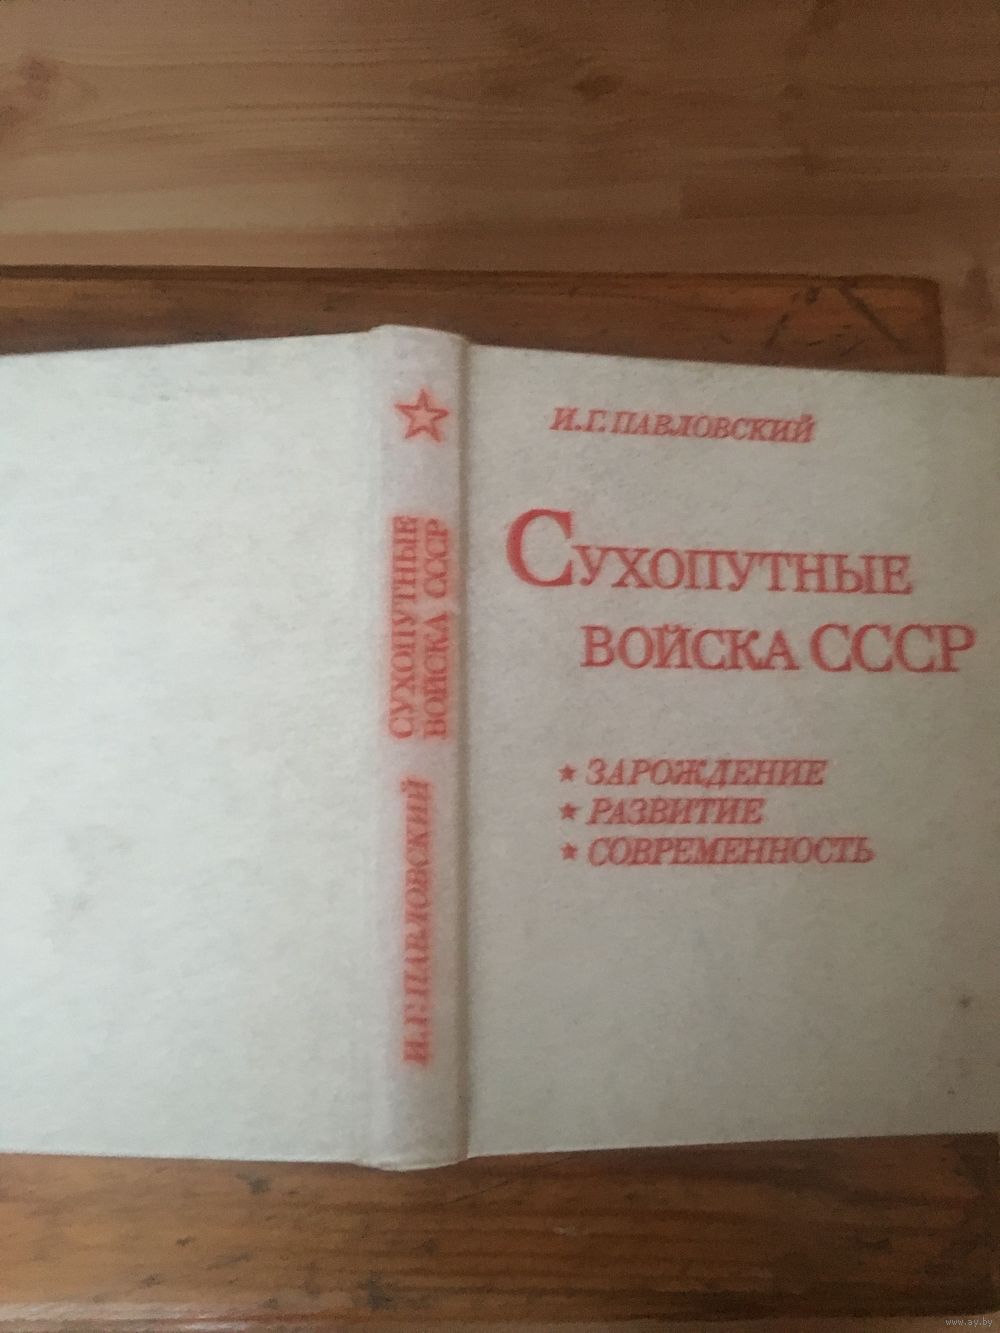 И.Г. ПАВЛОВСКИЙ
СУХОПУТНЫЕ
ВОЙСКА СССР
★ ЗАРОЖДЕНИЕ
★ РАЗВИТИЕ
★ СОВРЕМЕННОСТЬ
И.Г. ПАВЛОВСКИЙ
СУХОПУТНЫЕ
ВОЙСКА СССР
www.ay.by